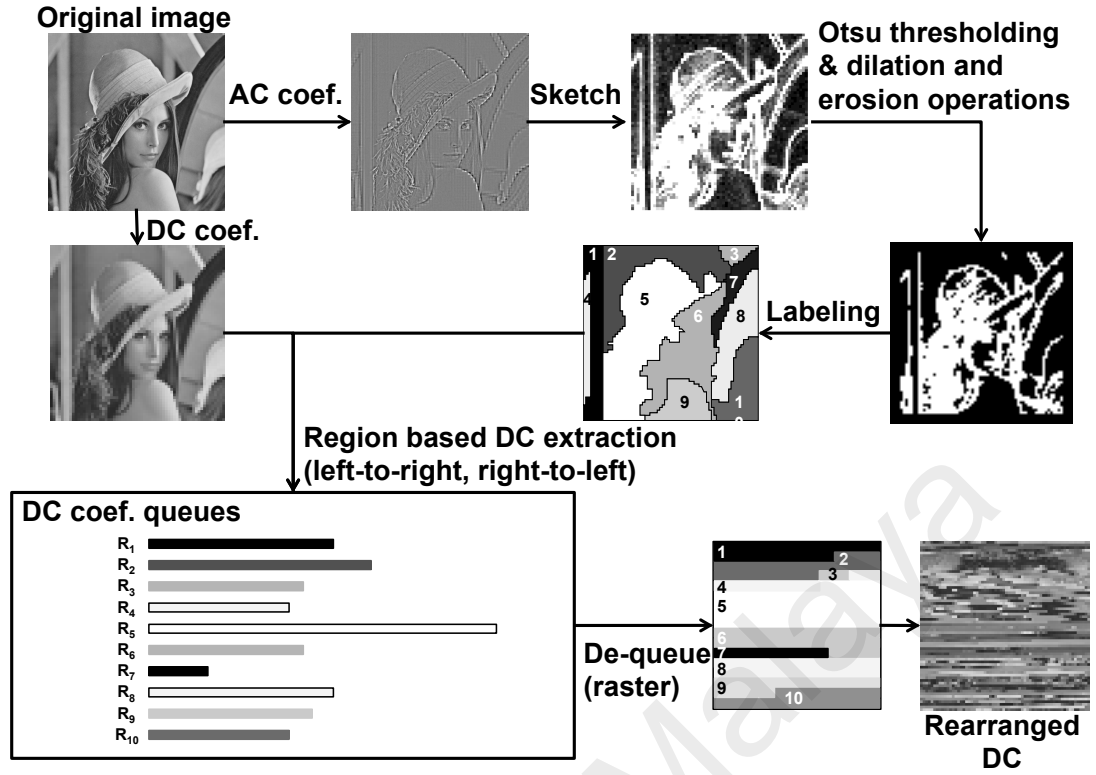 Original image
AC coef.
Sketch
Otsu thresholding
& dilation and
erosion operations
DC coef.
1 2 3
4 5 6 7 8
9 1
Labeling
Region based DC extraction
(left-to-right, right-to-left)
DC coef. queues
R1
R2
R3
R4
R5
R6
R7
R8
R9
R10
De-queue
(raster)
1
2
3
4
5
6
7
8
9
10
Rearranged
DC
Malaya